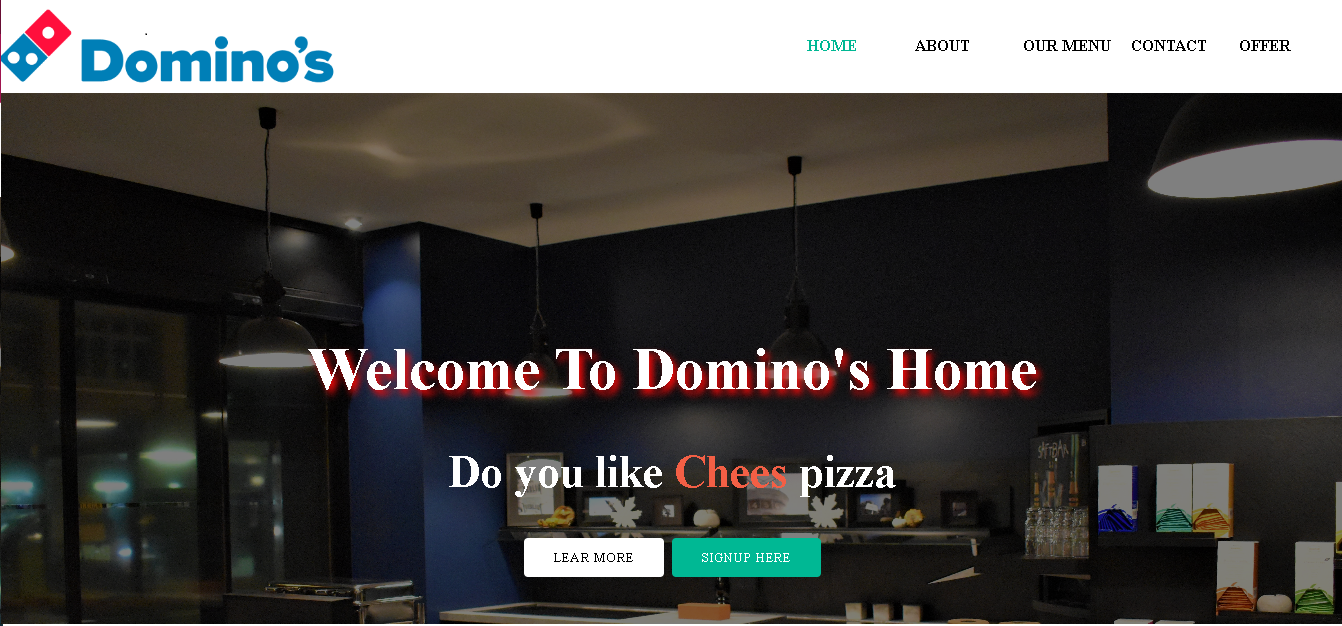 Domino's
HOME ABOUT OUR MENU CONTACT OFFER
Welcome To Domino's Home
SAFTBAR
Do you like Chees pizza
LEAR MORE SIGNUP HERE